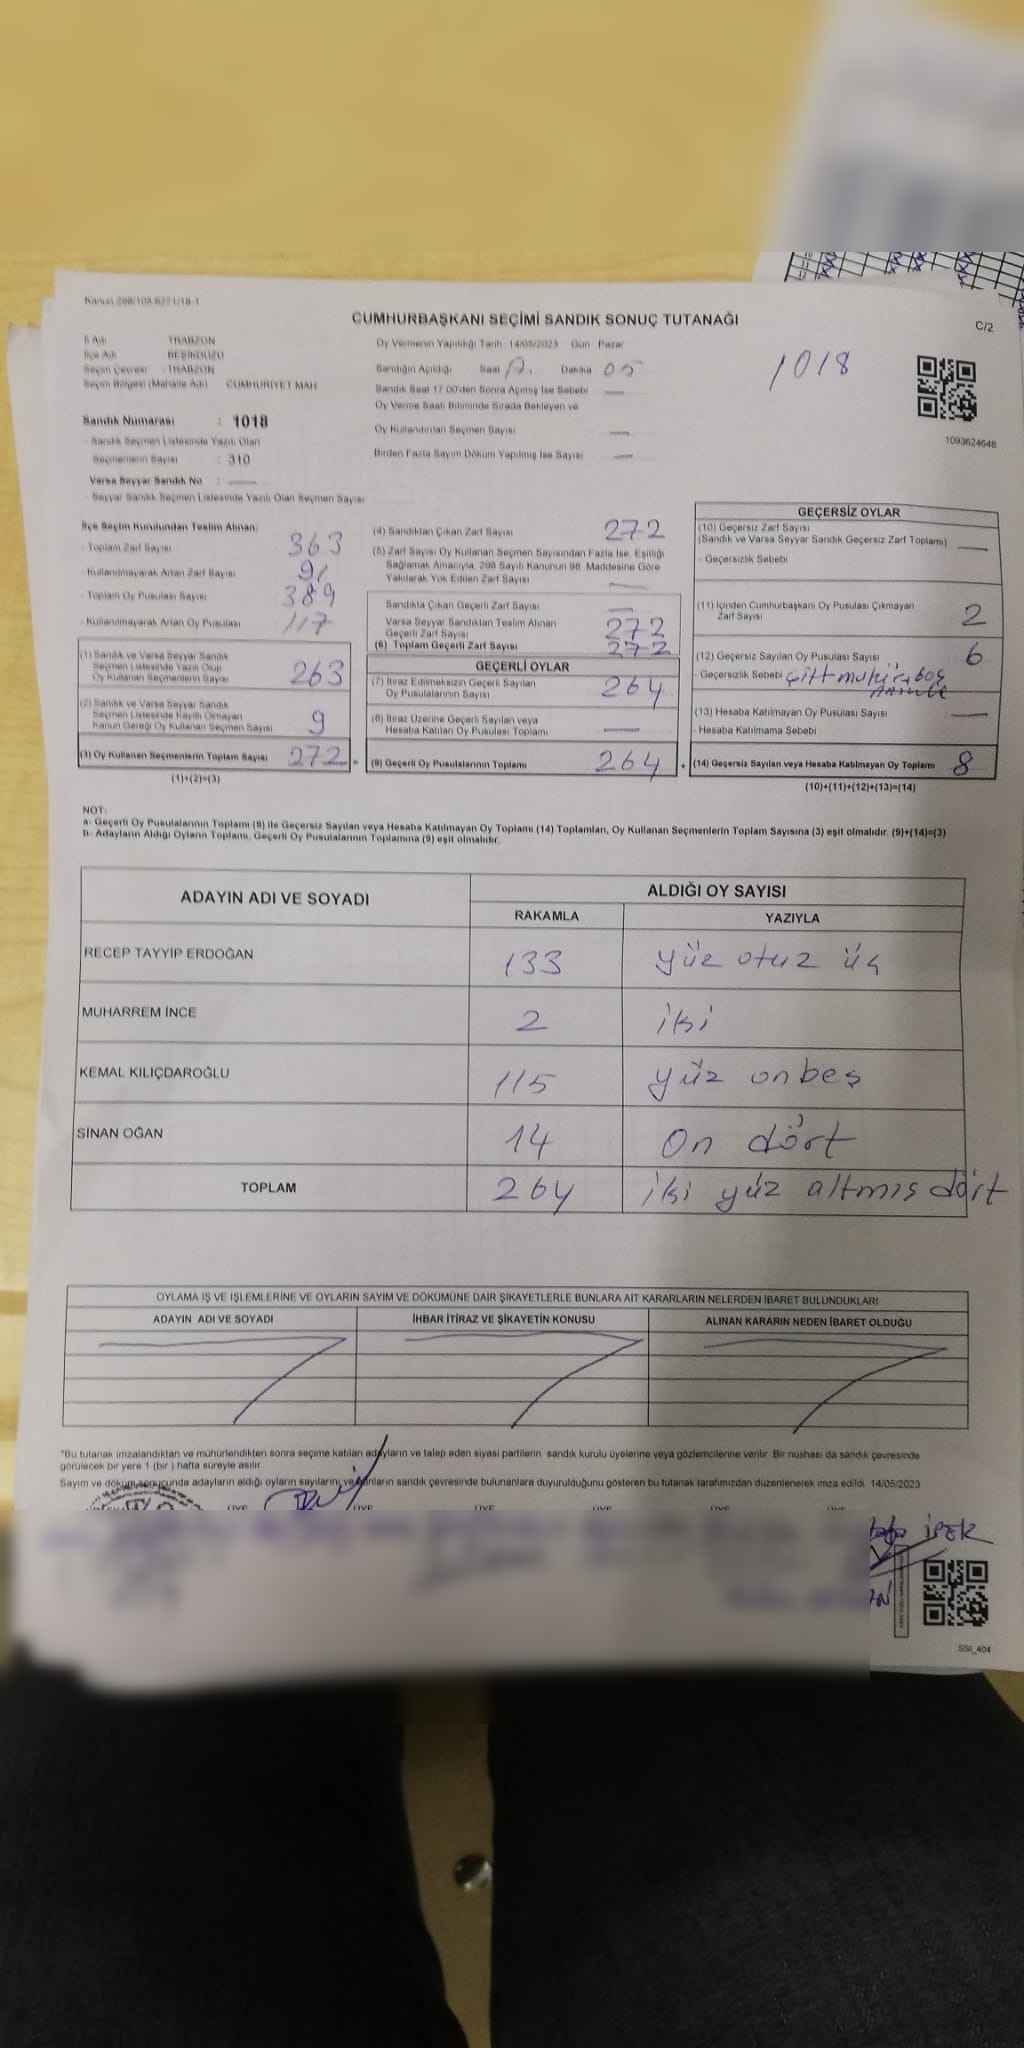 Kanun 298/108 6271/18-1
CUMHURBAŞKANI SEÇİMİ SANDIK SONUÇ TUTANAĞI
C/2
İl Adı TRABZON
İlçe Adı BEŞİKDÜZÜ
Seçim Çevresi : TRABZON
Seçim Bölgesi (Mahalle Adı) CUMHURİYET MAH.
Oy Vermenin Yapıldığı Tarih: 14/05/2023 Gün Pazar
Sandığın Açıldığı Saat Dakika 05
Sandık Saat 17.00'den Sonra Açılmış İse Sebebi —
Oy Verme Saati Bitiminde Sırada Bekleyen ve
Oy Kullandırılan Seçmen Sayısı —
Birden Fazla Sayım Döküm Yapılmış İse Sayısı —
1018
1093624648
Sandık Numarası : 1018
- Sandık Seçmen Listesinde Yazılı Olan
Seçmenlerin Sayısı : 310
Varsa Seyyar Sandık No : —
- Seyyar Sandık Seçmen Listesinde Yazılı Olan Seçmen Sayısı
İlçe Seçim Kurulundan Teslim Alınan:
- Toplam Zarf Sayısı 363
- Kullanılmayarak Artan Zarf Sayısı 91
- Toplam Oy Pusulası Sayısı 389
- Kullanılmayarak Artan Oy Pusulası 117
(1) Sandık ve Varsa Seyyar Sandık
Seçmen Listesinde Yazılı Olup
Oy Kullanan Seçmenlerin Sayısı 263
(2) Sandık ve Varsa Seyyar Sandık
Seçmen Listesinde Kayıtlı Olmayan
Kanun Gereği Oy Kullanan Seçmen Sayısı 9
(3) Oy Kullanan Seçmenlerin Toplam Sayısı 272 =
(1)+(2)=(3)
(4) Sandıktan Çıkan Zarf Sayısı 272
(5) Zarf Sayısı Oy Kullanan Seçmen Sayısından Fazla İse, Eşitliği
Sağlamak Amacıyla, 298 Sayılı Kanunun 98. Maddesine Göre
Yakılarak Yok Edilen Zarf Sayısı —
Sandıkta Çıkan Geçerli Zarf Sayısı —
Varsa Seyyar Sandıktan Teslim Alınan
Geçerli Zarf Sayısı 272
(6) Toplam Geçerli Zarf Sayısı 272
GEÇERLİ OYLAR
(7) İtiraz Edilmeksizin Geçerli Sayılan
Oy Pusulalarının Sayısı 264
(8) İtiraz Üzerine Geçerli Sayılan veya
Hesaba Katılan Oy Pusulası Toplamı —
(9) Geçerli Oy Pusulalarının Toplamı 264 +
GEÇERSİZ OYLAR
(10) Geçersiz Zarf Sayısı
(Sandık ve Varsa Seyyar Sandık Geçersiz Zarf Toplamı) —
- Geçersizlik Sebebi
(11) İçinden Cumhurbaşkanı Oy Pusulası Çıkmayan
Zarf Sayısı 2
(12) Geçersiz Sayılan Oy Pusulası Sayısı 6
- Geçersizlik Sebebi çift mühür, boş
(13) Hesaba Katılmayan Oy Pusulası Sayısı —
- Hesaba Katılmama Sebebi
(14) Geçersiz Sayılan veya Hesaba Katılmayan Oy Toplamı 8
(10)+(11)+(12)+(13)=(14)
NOT:
a- Geçerli Oy Pusulalarının Toplamı (9) ile Geçersiz Sayılan veya Hesaba Katılmayan Oy Toplamı (14) Toplamları, Oy Kullanan Seçmenlerin Toplam Sayısına (3) eşit olmalıdır. (9)+(14)=(3)
b- Adayların Aldığı Oyların Toplamı, Geçerli Oy Pusulalarının Toplamına (9) eşit olmalıdır.
ADAYIN ADI VE SOYADI ALDIĞI OY SAYISI
RAKAMLA YAZIYLA
RECEP TAYYİP ERDOĞAN 133 yüz otuz üç
MUHARREM İNCE 2 iki
KEMAL KILIÇDAROĞLU 115 yüz onbeş
SİNAN OĞAN 14 On dört
TOPLAM 264 iki yüz altmış dört
OYLAMA İŞ VE İŞLEMLERİNE VE OYLARIN SAYIM VE DÖKÜMÜNE DAİR ŞİKAYETLERLE BUNLARA AİT KARARLARIN NELERDEN İBARET BULUNDUKLARI
ADAYIN ADI VE SOYADI İHBAR İTİRAZ VE ŞİKAYETİN KONUSU ALINAN KARARIN NEDEN İBARET OLDUĞU
*Bu tutanak imzalandıktan ve mühürlendikten sonra seçime katılan adayların ve talep eden siyasi partilerin, sandık kurulu üyelerine veya gözlemcilerine verilir. Bir nüshası da sandık çevresinde
görülecek bir yere 1 (bir ) hafta süreyle asılır.
Sayım ve döküm sonucunda adayların aldığı oyların sayılarını ve bunların sandık çevresinde bulunanlara duyurulduğunu gösteren bu tutanak tarafımızdan düzenlenerek imza edildi. 14/05/2023
ÜYE ÜYE ÜYE ÜYE ÜYE ÜYE
İPEK
SSI_404